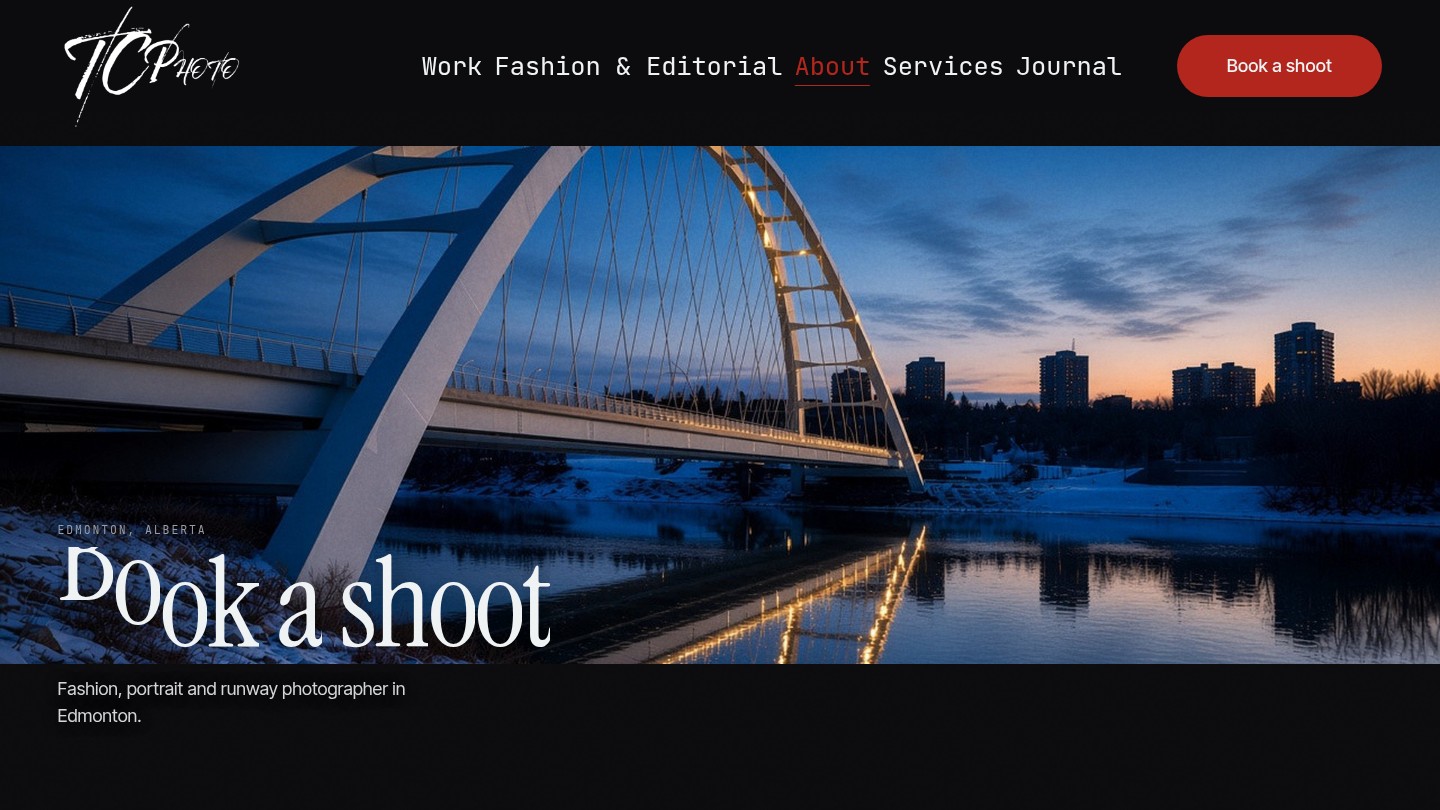 TCPHOTO
Work Fashion & Editorial About Services Journal
Book a shoot
EDMONTON, ALBERTA
Book a shoot
Fashion, portrait and runway photographer in
Edmonton.